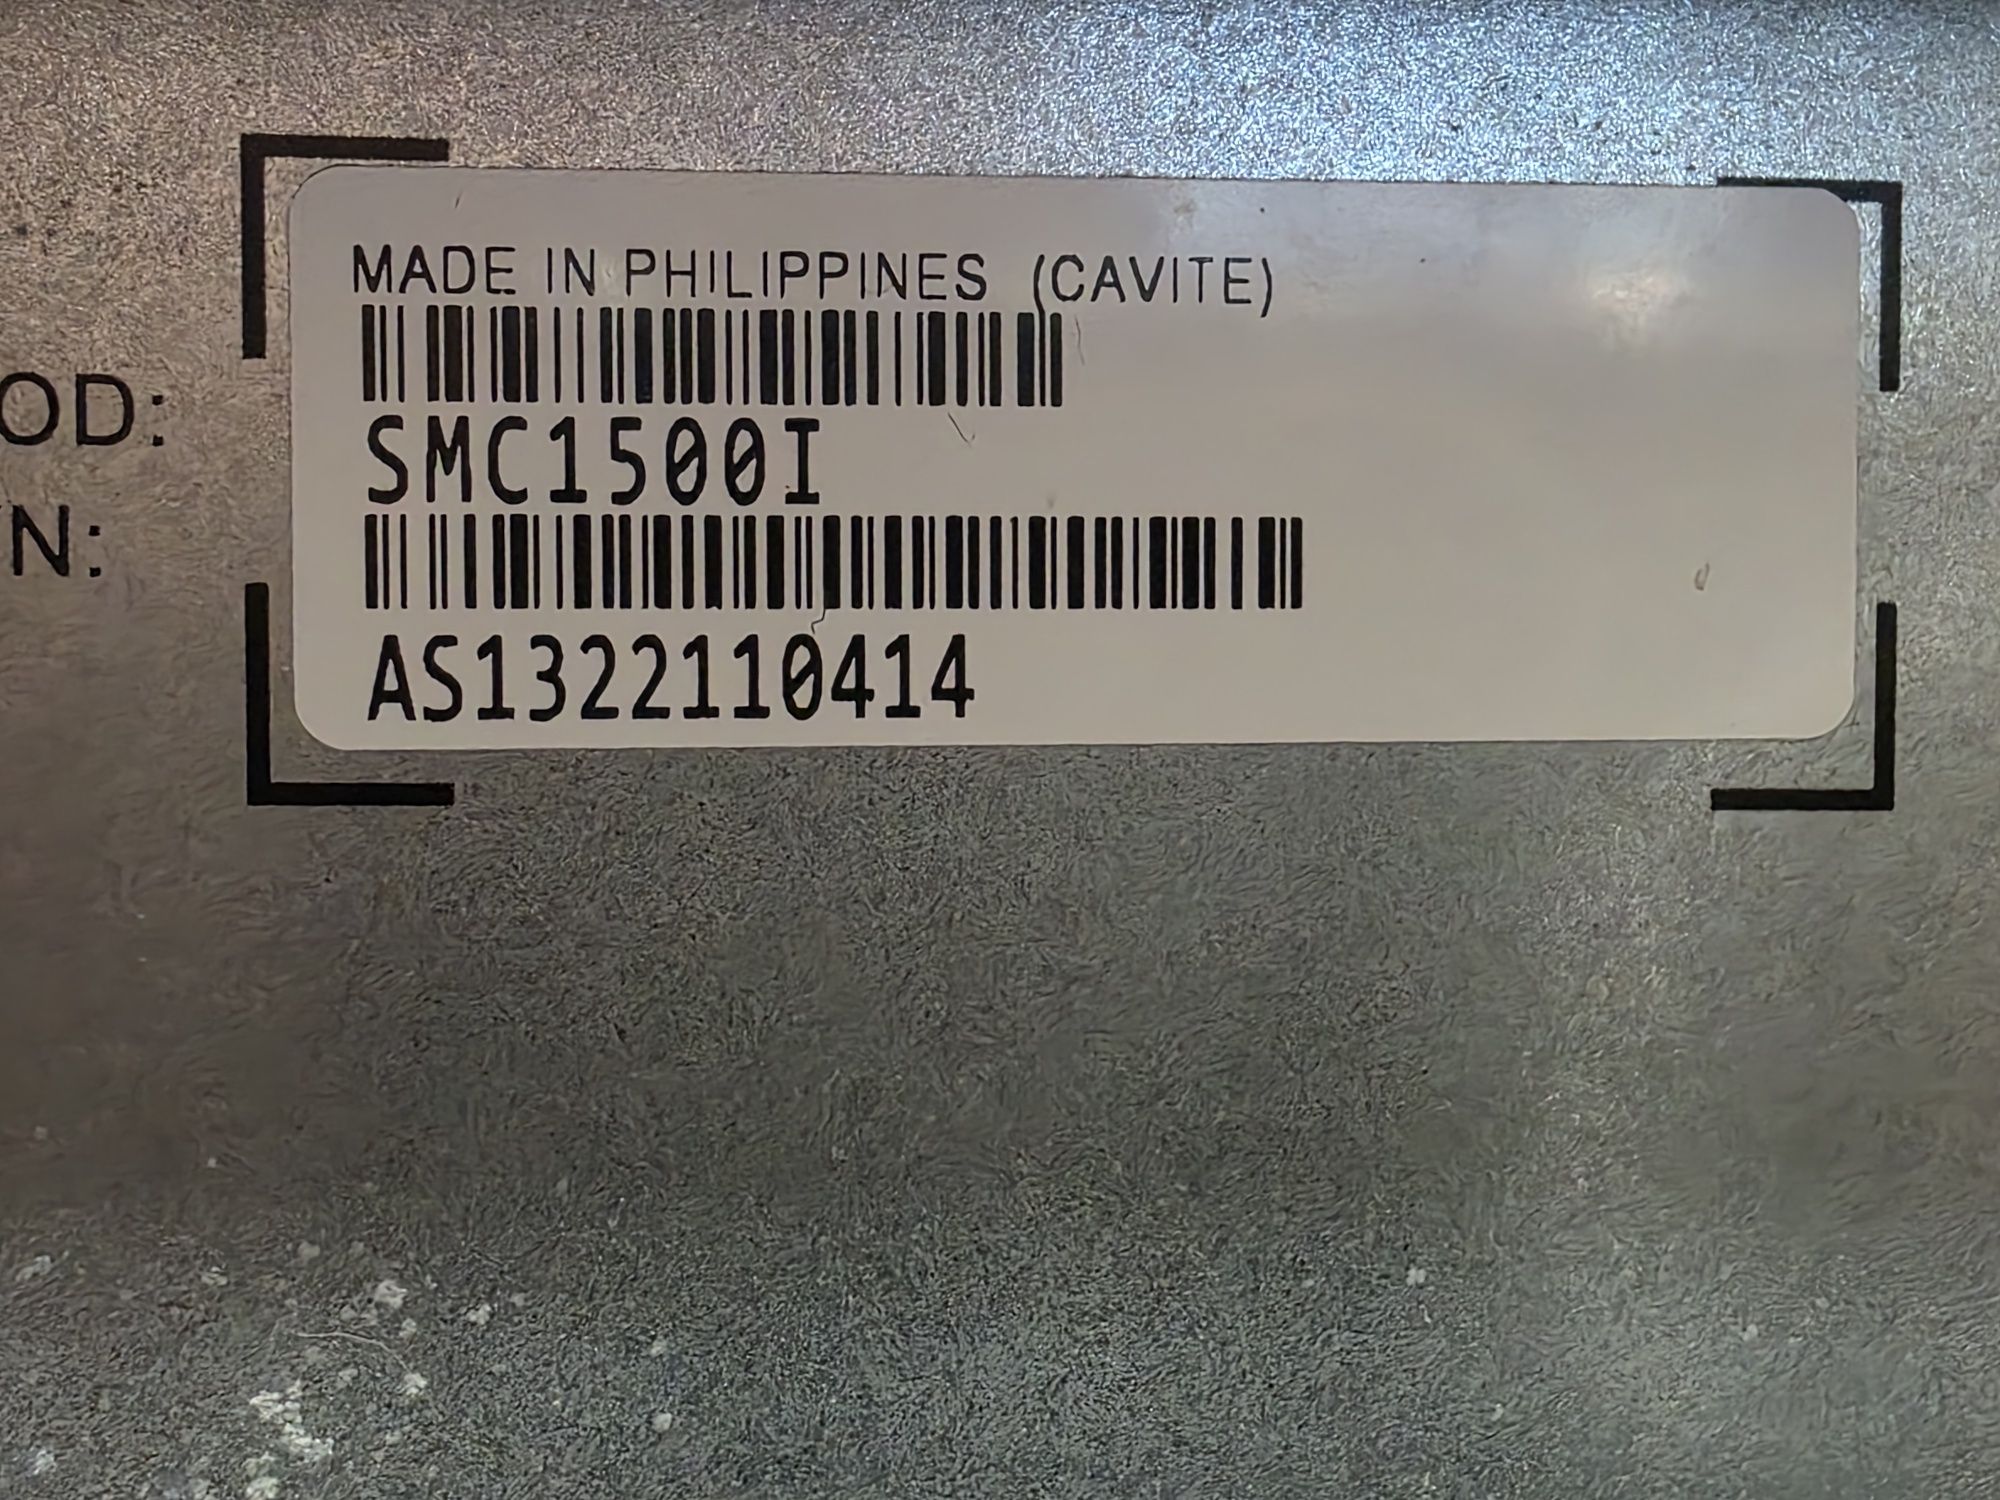 MADE IN PHILIPPINES (CAVITE)
OD: SMC1500I
N: AS1322110414